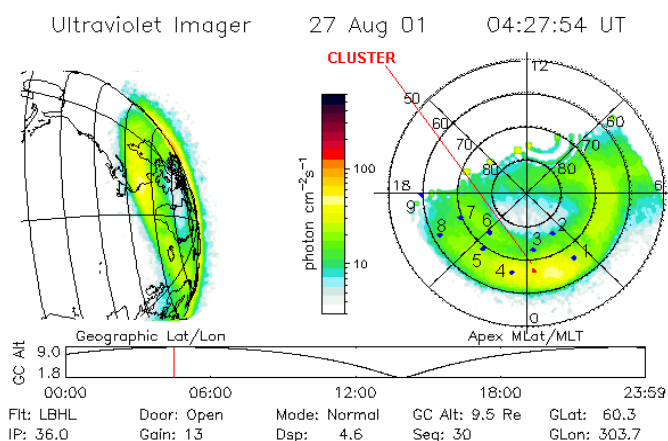 Ultraviolet Imager 27 Aug 01 04:27:54 UT
CLUSTER
12
50
60
70
80
60
70
80
100
10
photon cm⁻²s⁻¹
18
6
9
8
7
6
5
4
3
2
1
0
Geographic Lat/Lon
Apex MLat/MLT
GC Alt
9.0
1.8
00:00 06:00 12:00 18:00 23:59
Flt: LBHL Door: Open Mode: Normal GC Alt: 9.5 Re GLat: 60.3
IP: 36.0 Gain: 13 Dsp: 4.6 Seq: 30 GLon: 303.7